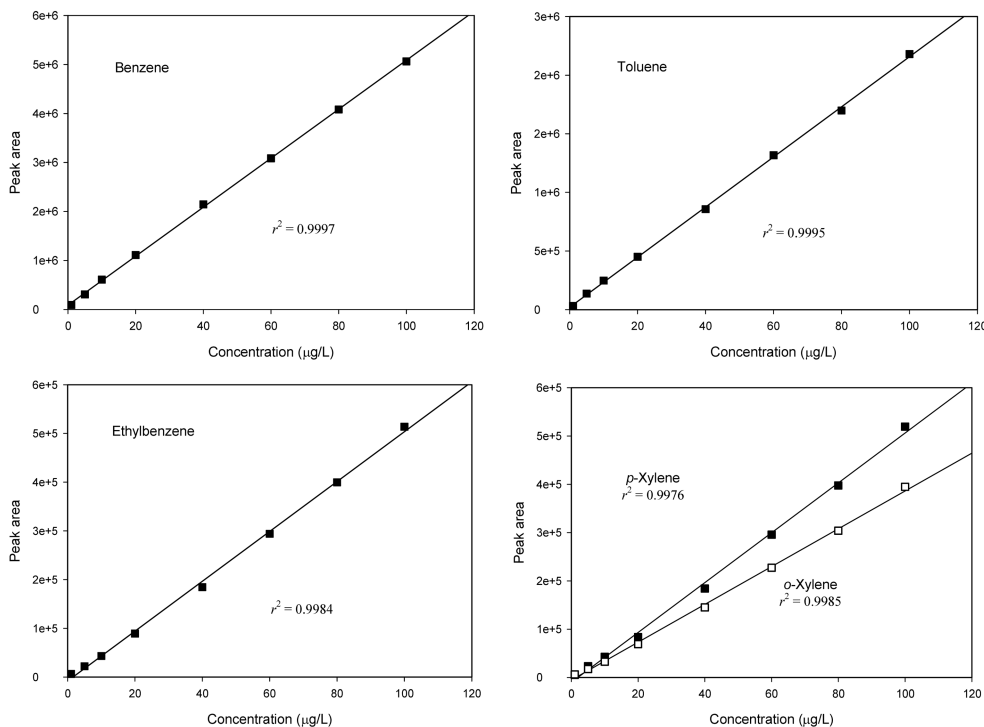 6e+6
5e+6
4e+6
3e+6
2e+6
1e+6
0
Peak area
Benzene
r² = 0.9997
0 20 40 60 80 100 120
Concentration (μg/L)
3e+6
2e+6
2e+6
1e+6
5e+5
0
Peak area
Toluene
r² = 0.9995
0 20 40 60 80 100 120
Concentration (μg/L)
6e+5
5e+5
4e+5
3e+5
2e+5
1e+5
0
Peak area
Ethylbenzene
r² = 0.9984
0 20 40 60 80 100 120
Concentration (μg/L)
6e+5
5e+5
4e+5
3e+5
2e+5
1e+5
0
Peak area
p-Xylene
r² = 0.9976
o-Xylene
r² = 0.9985
0 20 40 60 80 100 120
Concentration (μg/L)